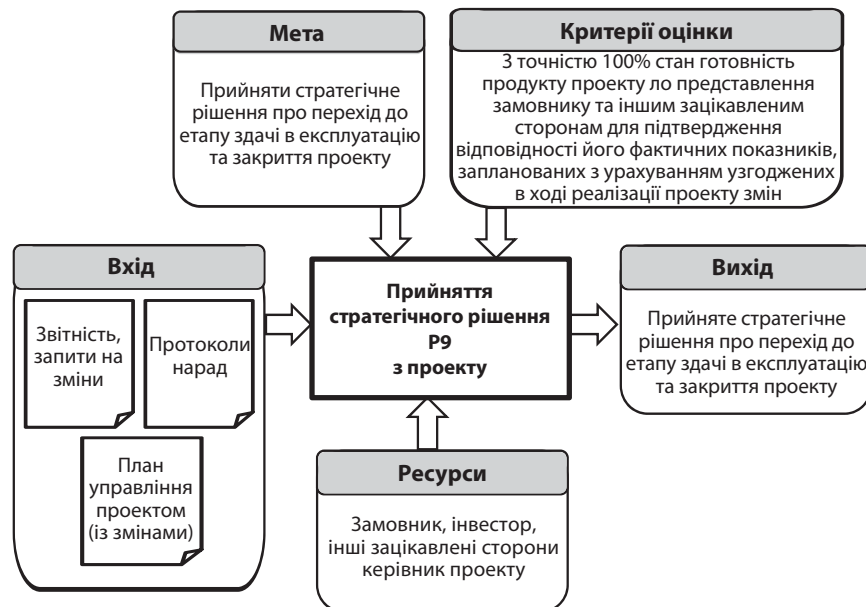 Мета
Прийняти стратегічне
рішення про перехід до
етапу здачі в експлуатацію
та закриття проекту
Критерії оцінки
З точністю 100% стан готовність
продукту проекту ло представлення
замовнику та іншим зацікавленим
сторонам для підтвердження
відповідності його фактичних показників,
запланованих з урахуванням узгоджених
в ході реалізації проекту змін
Вхід
Звітність,
запити на
зміни
Протоколи
нарад
План
управління
проектом
(із змінами)
Прийняття
стратегічного рішення
Р9
з проекту
Вихід
Прийняте стратегічне
рішення про перехід до
етапу здачі в експлуатацію
та закриття проекту
Ресурси
Замовник, інвестор,
інші зацікавлені сторони
керівник проекту